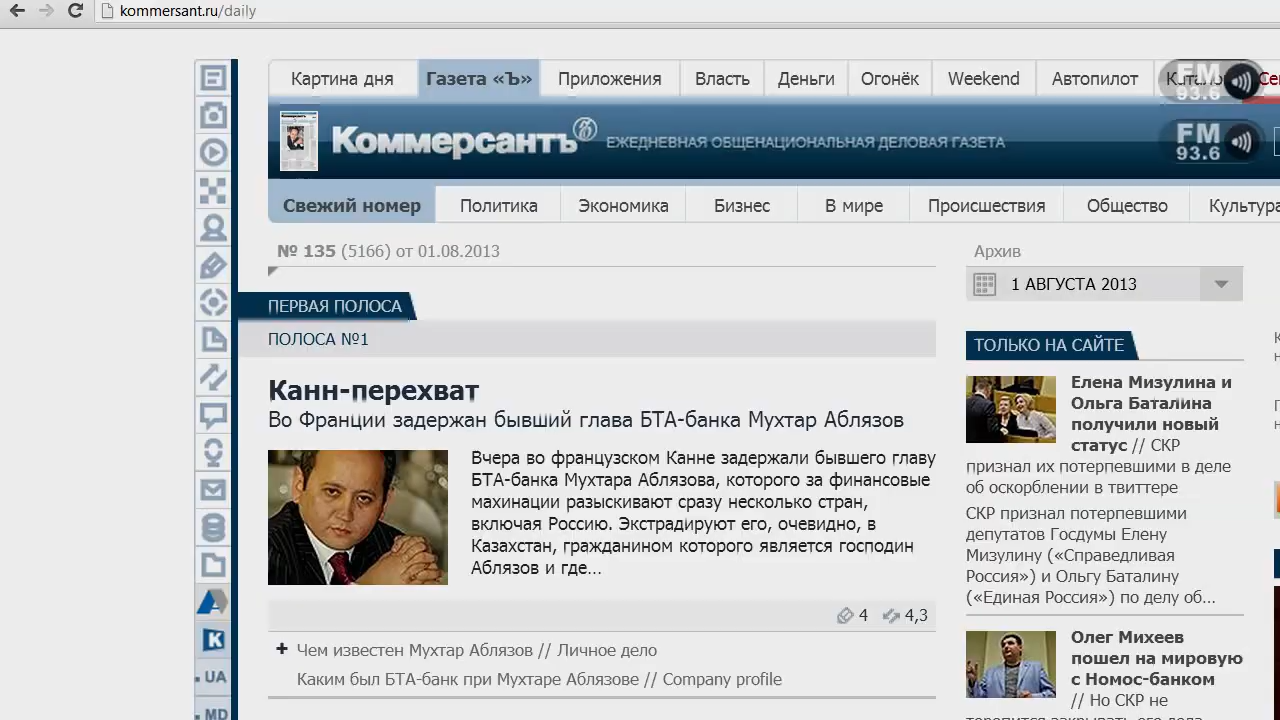 kommersant.ru/daily
Картина дня Газета «Ъ» Приложения Власть Деньги Огонёк Weekend Автопилот
FM
93.6
Коммерсантъ ЕЖЕДНЕВНАЯ ОБЩЕНАЦИОНАЛЬНАЯ ДЕЛОВАЯ ГАЗЕТА
FM
93.6
Свежий номер Политика Экономика Бизнес В мире Происшествия Общество Культура
№ 135 (5166) от 01.08.2013
ПЕРВАЯ ПОЛОСА
ПОЛОСА №1
Канн-перехват
Во Франции задержан бывший глава БТА-банка Мухтар Аблязов
Вчера во французском Канне задержали бывшего главу
БТА-банка Мухтара Аблязова, которого за финансовые
махинации разыскивают сразу несколько стран,
включая Россию. Экстрадируют его, очевидно, в
Казахстан, гражданином которого является господин
Аблязов и где...
4 4,3
+ Чем известен Мухтар Аблязов // Личное дело
Каким был БТА-банк при Мухтаре Аблязове // Company profile
Архив
1 АВГУСТА 2013
ТОЛЬКО НА САЙТЕ
Елена Мизулина и
Ольга Баталина
получили новый
статус // СКР
признал их потерпевшими в деле
об оскорблении в твиттере
СКР признал потерпевшими
депутатов Госдумы Елену
Мизулину («Справедливая
Россия») и Ольгу Баталину
(«Единая Россия») по делу об...
Олег Михеев
пошел на мировую
с Номос-банком
// Но СКР не
торопится закрывать его дела
K
UA
MD